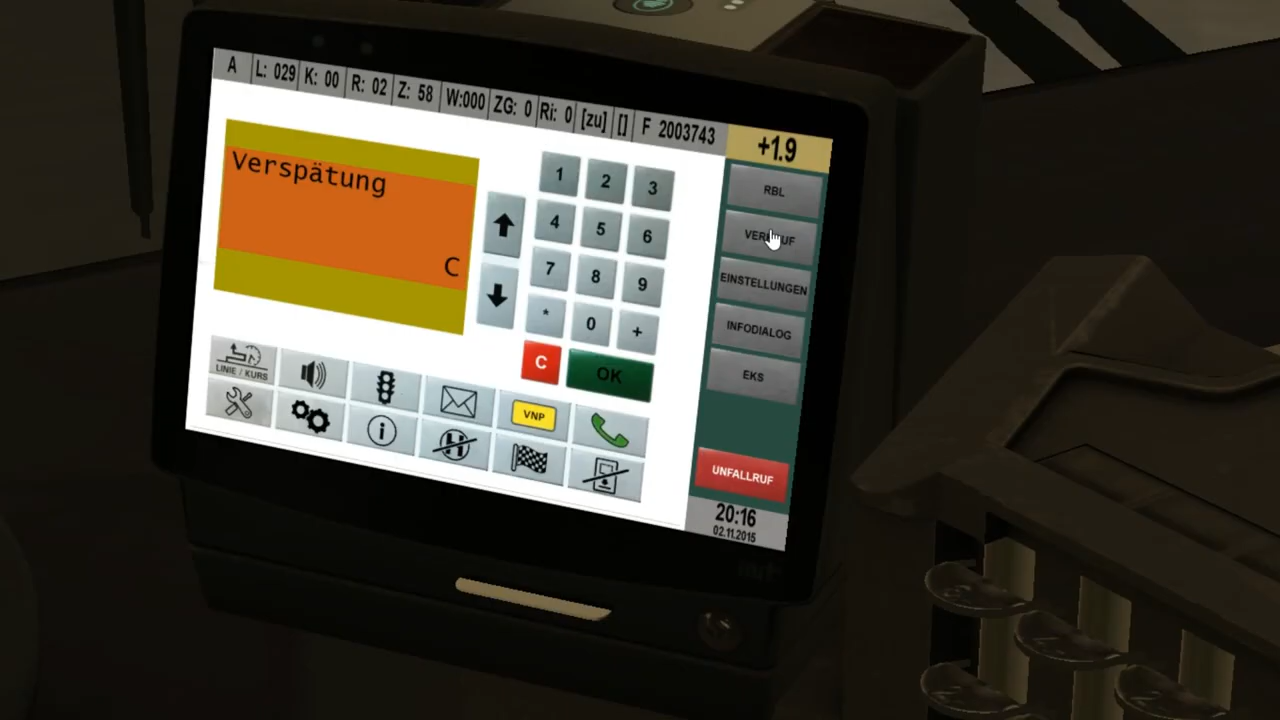 A L: 029 K: 00 R: 02 Z: 58 W:000 ZG: 0 Ri: 0 [zu] [] F 2003743
+1.9
Verspätung
C
1 2 3
4 5 6
7 8 9
* 0 +
C OK
RBL
EINSTELLUNGEN
INFODIALOG
EKS
UNFALLRUF
LINIE / KURS
VNP
i
H
20:16
02.11.2015